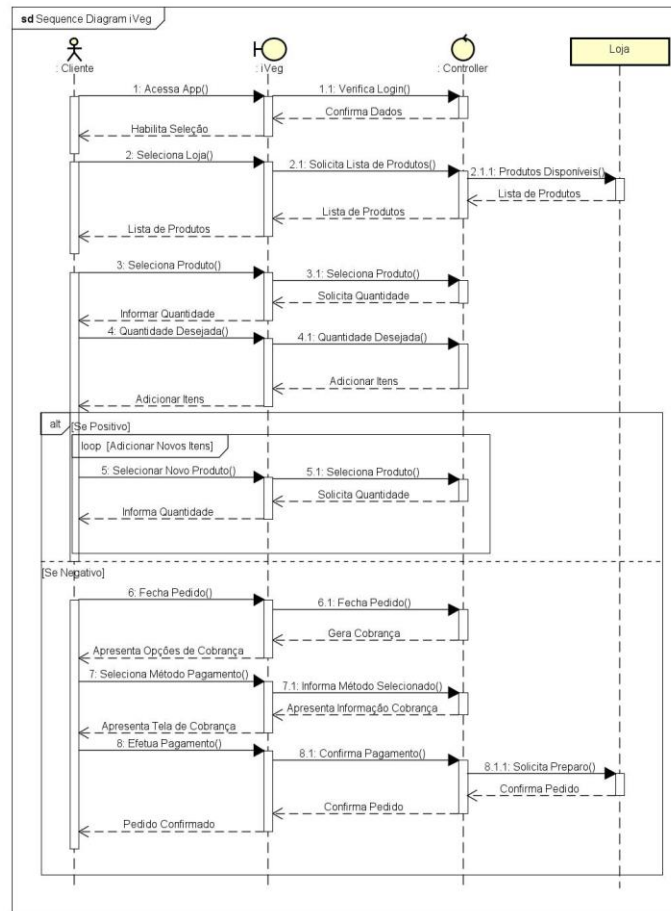 sd Sequence Diagram iVeg
: Cliente
: iVeg
: Controller
Loja
1: Acessa App()
1.1: Verifica Login()
Confirma Dados
Habilita Seleção
2: Seleciona Loja()
2.1: Solicita Lista de Produtos()
2.1.1: Produtos Disponíveis()
Lista de Produtos
Lista de Produtos
Lista de Produtos
3: Seleciona Produto()
3.1: Seleciona Produto()
Solicita Quantidade
Informar Quantidade
4: Quantidade Desejada()
4.1: Quantidade Desejada()
Adicionar Itens
Adicionar Itens
alt
[Se Positivo]
loop [Adicionar Novos Itens]
5: Selecionar Novo Produto()
5.1: Seleciona Produto()
Solicita Quantidade
Informa Quantidade
[Se Negativo]
6: Fecha Pedido()
6.1: Fecha Pedido()
Gera Cobrança
Apresenta Opções de Cobrança
7: Seleciona Método Pagamento()
7.1: Informa Método Selecionado()
Apresenta Informação Cobrança
Apresenta Tela de Cobrança
8: Efetua Pagamento()
8.1: Confirma Pagamento()
8.1.1: Solicita Preparo()
Confirma Pedido
Confirma Pedido
Pedido Confirmado